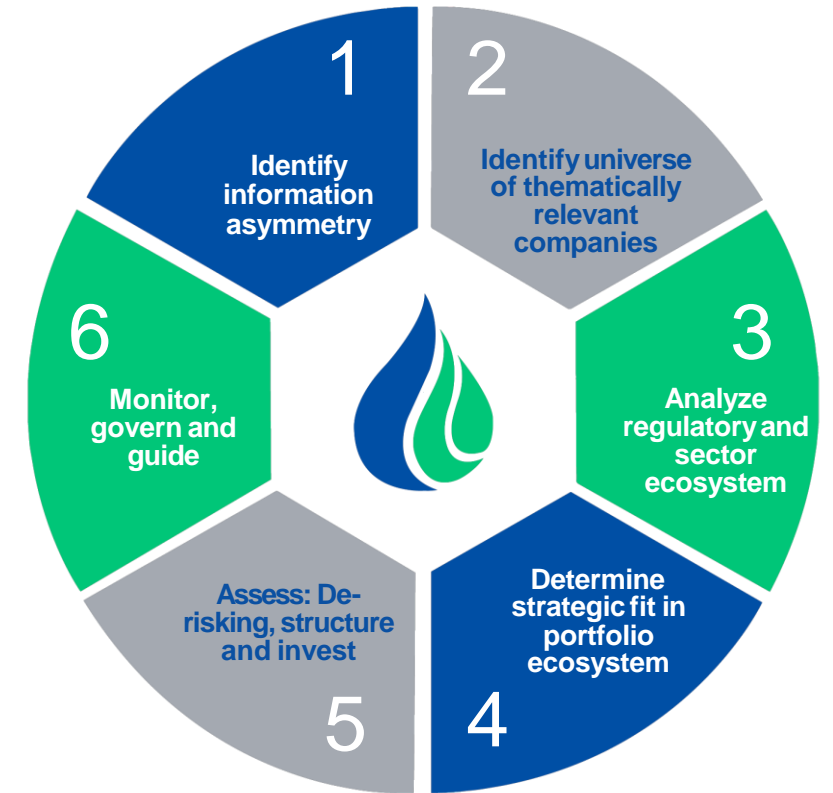 1
Identify
information
asymmetry
2
Identify universe
of thematically
relevant
companies
3
Analyze
regulatory and
sector
ecosystem
4
Determine
strategic fit in
portfolio
ecosystem
5
Assess: De-
risking, structure
and invest
6
Monitor,
govern and
guide